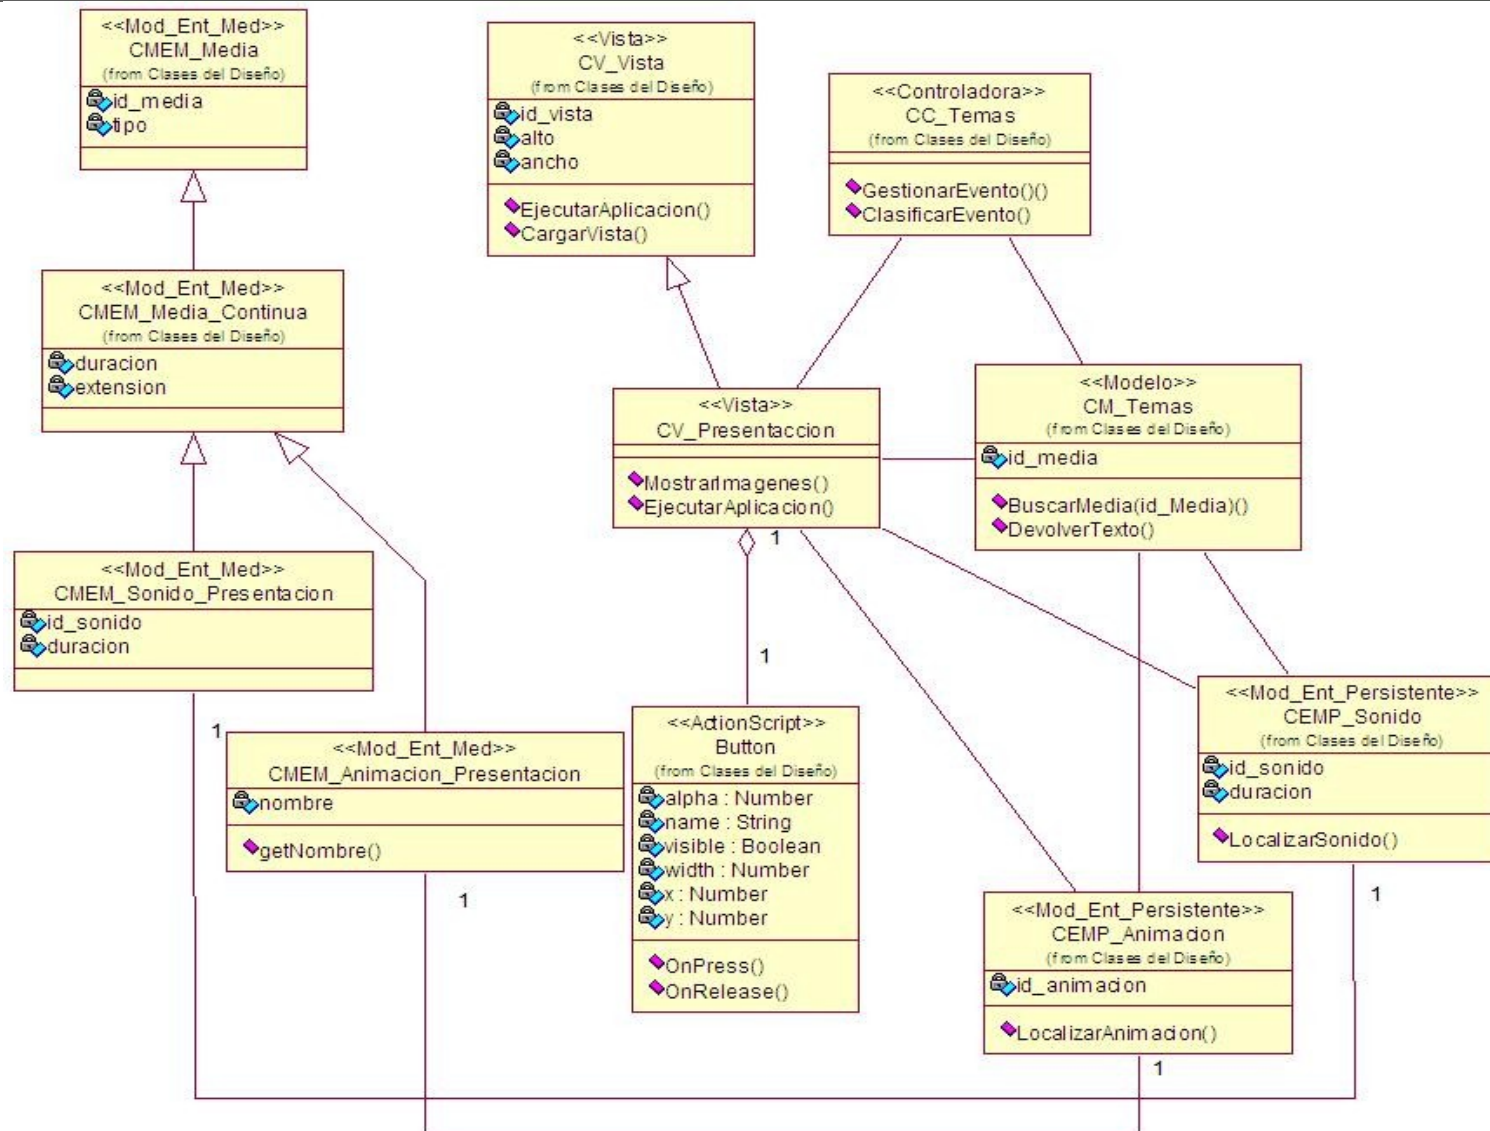 <<Mod_Ent_Med>>
CMEM_Media
(from Clases del Diseño)
id_media
tipo
<<Vista>>
CV_Vista
(from Clases del Diseño)
id_vista
alto
ancho
EjecutarAplicacion()
CargarVista()
<<Controladora>>
CC_Temas
(from Clases del Diseño)
GestionarEvento()()
ClasificarEvento()
<<Mod_Ent_Med>>
CMEM_Media_Continua
(from Clases del Diseño)
duracion
extension
<<Vista>>
CV_Presentaccion
MostrarImagenes()
EjecutarAplicacion()
1
<<Modelo>>
CM_Temas
(from Clases del Diseño)
id_media
BuscarMedia(id_Media)()
DevolverTexto()
<<Mod_Ent_Med>>
CMEM_Sonido_Presentacion
id_sonido
duracion
1
<<Mod_Ent_Med>>
CMEM_Animacion_Presentacion
nombre
getNombre()
1
1
<<ActionScript>>
Button
(from Clases del Diseño)
alpha : Number
name : String
visible : Boolean
width : Number
x : Number
y : Number
OnPress()
OnRelease()
<<Mod_Ent_Persistente>>
CEMP_Sonido
(from Clases del Diseño)
id_sonido
duracion
LocalizarSonido()
1
<<Mod_Ent_Persistente>>
CEMP_Animacion
(from Clases del Diseño)
id_animacion
LocalizarAnimacion()
1